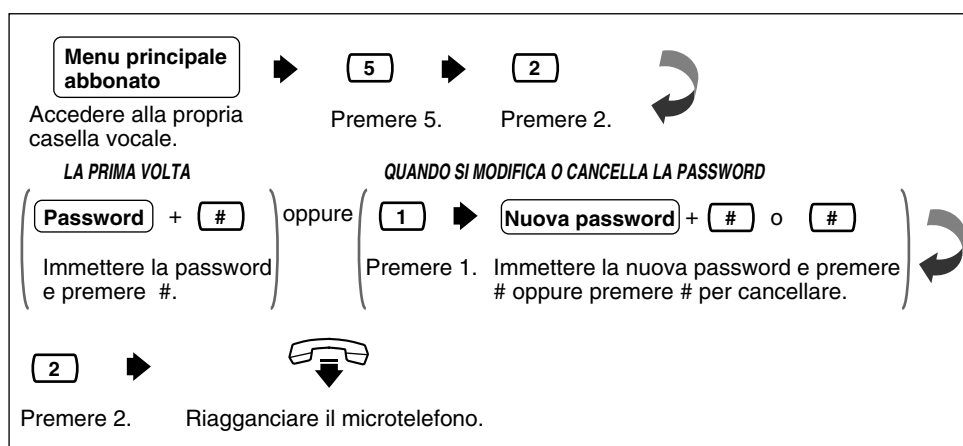 Menu principale
abbonato
5
2
Accedere alla propria
casella vocale.
Premere 5.
Premere 2.
LA PRIMA VOLTA
QUANDO SI MODIFICA O CANCELLA LA PASSWORD
Password + #
oppure
1
Nuova password + # o #
Immettere la password
e premere #.
Premere 1.
Immettere la nuova password e premere
# oppure premere # per cancellare.
2
Premere 2.
Riagganciare il microtelefono.